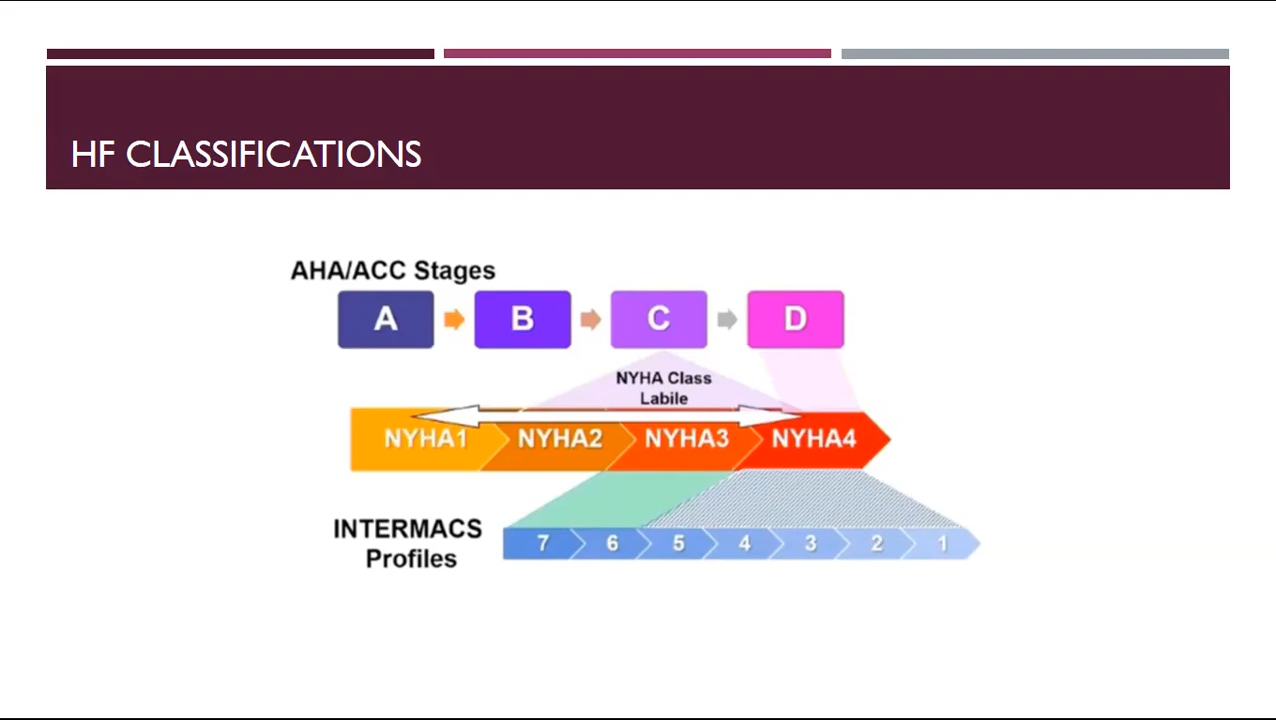 HF CLASSIFICATIONS
AHA/ACC Stages
A B C D
NYHA Class
Labile
NYHA1 NYHA2 NYHA3 NYHA4
INTERMACS
Profiles
7 6 5 4 3 2 1